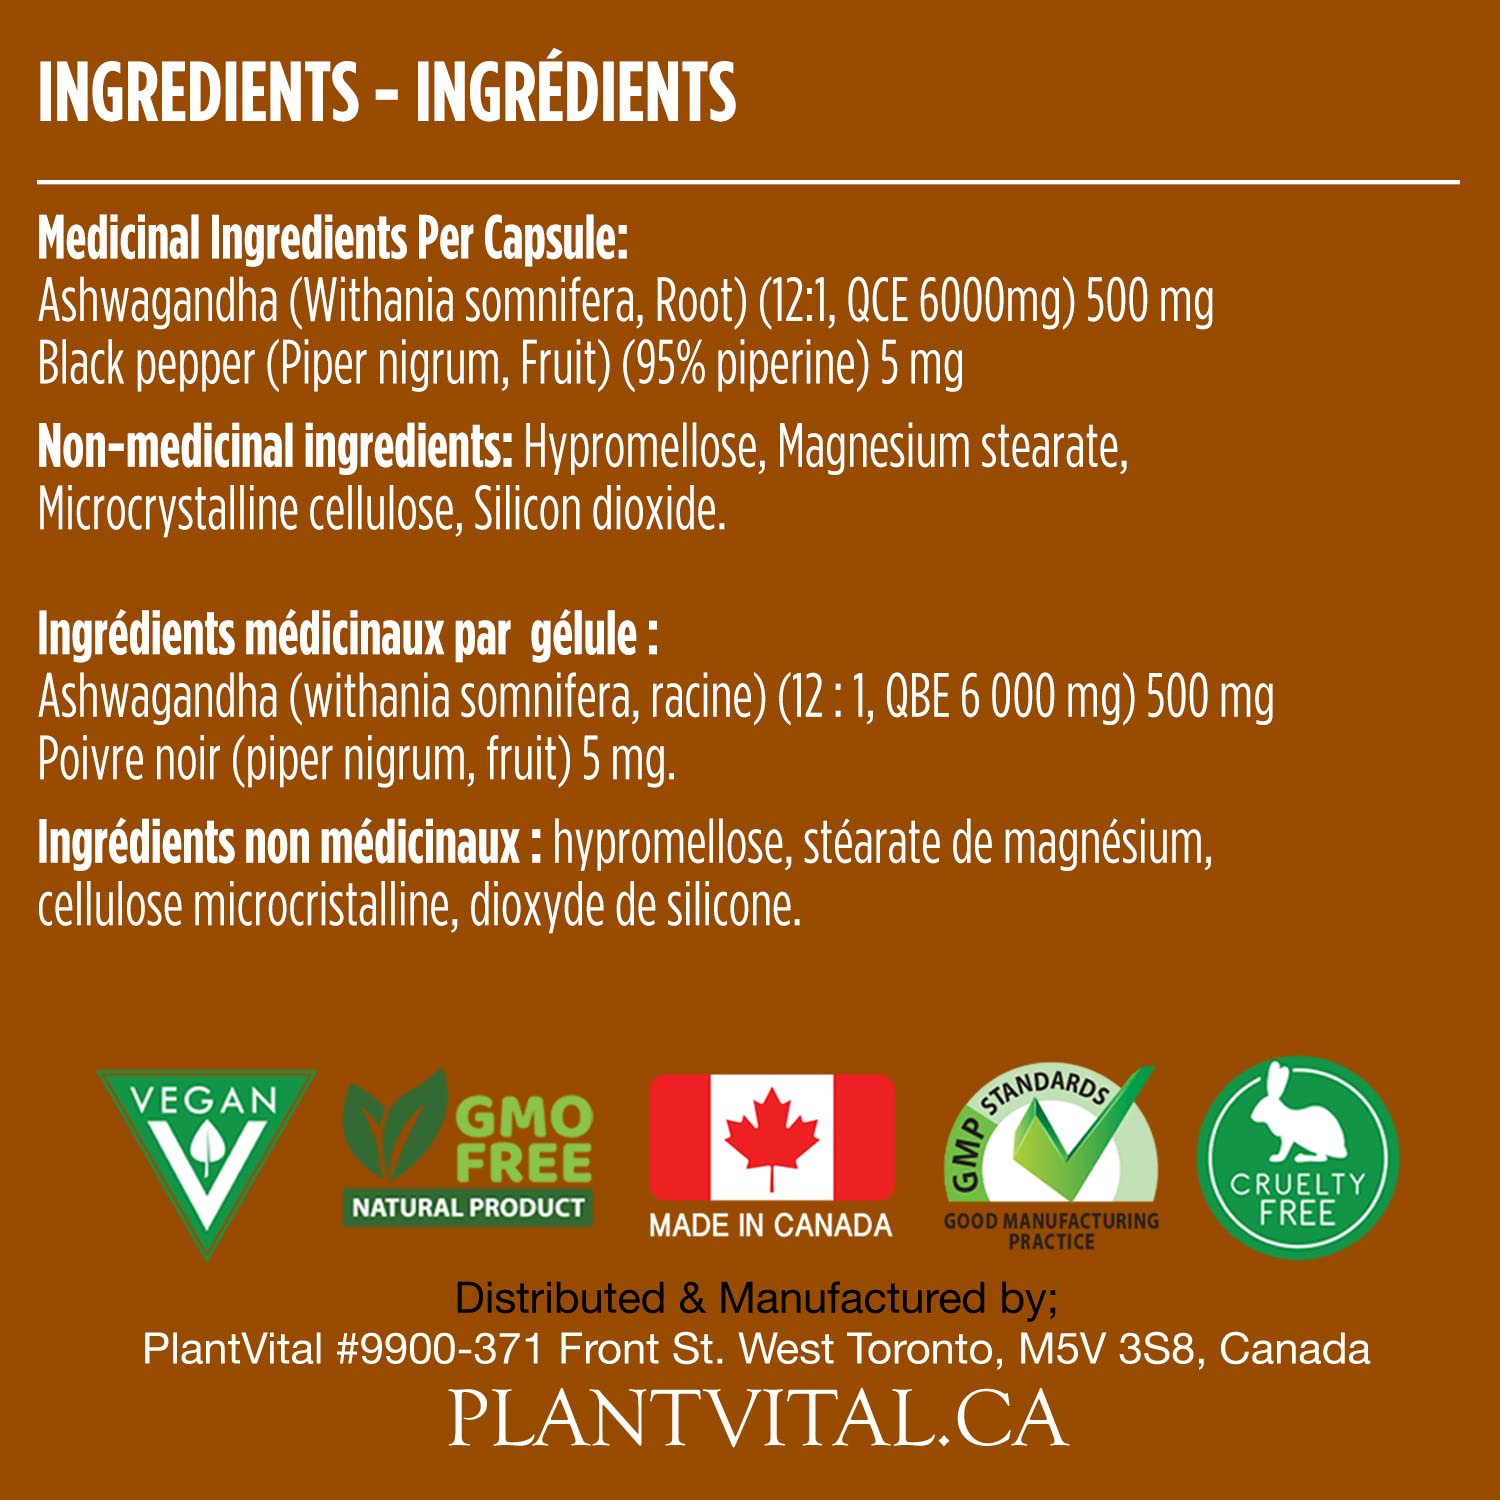 INGREDIENTS - INGRÉDIENTS
Medicinal Ingredients Per Capsule:
Ashwagandha (Withania somnifera, Root) (12:1, QCE 6000mg) 500 mg
Black pepper (Piper nigrum, Fruit) (95% piperine) 5 mg
Non-medicinal ingredients: Hypromellose, Magnesium stearate,
Microcrystalline cellulose, Silicon dioxide.
Ingrédients médicinaux par gélule :
Ashwagandha (withania somnifera, racine) (12 : 1, QBE 6 000 mg) 500 mg
Poivre noir (piper nigrum, fruit) 5 mg.
Ingrédients non médicinaux : hypromellose, stéarate de magnésium,
cellulose microcristalline, dioxyde de silicone.
VEGAN
GMO
FREE
NATURAL PRODUCT
MADE IN CANADA
GMP STANDARDS
GOOD MANUFACTURING
PRACTICE
CRUELTY
FREE
Distributed & Manufactured by;
PlantVital #9900-371 Front St. West Toronto, M5V 3S8, Canada
PLANTVITAL.CA